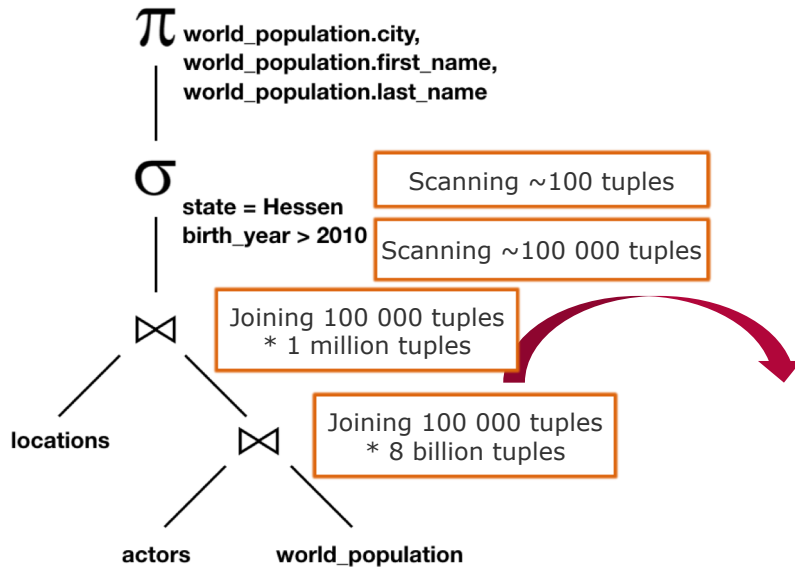 π world_population.city,
world_population.first_name,
world_population.last_name
σ
state = Hessen
birth_year > 2010
Scanning ~100 tuples
Scanning ~100 000 tuples
⋈
Joining 100 000 tuples
* 1 million tuples
locations
⋈
Joining 100 000 tuples
* 8 billion tuples
actors
world_population